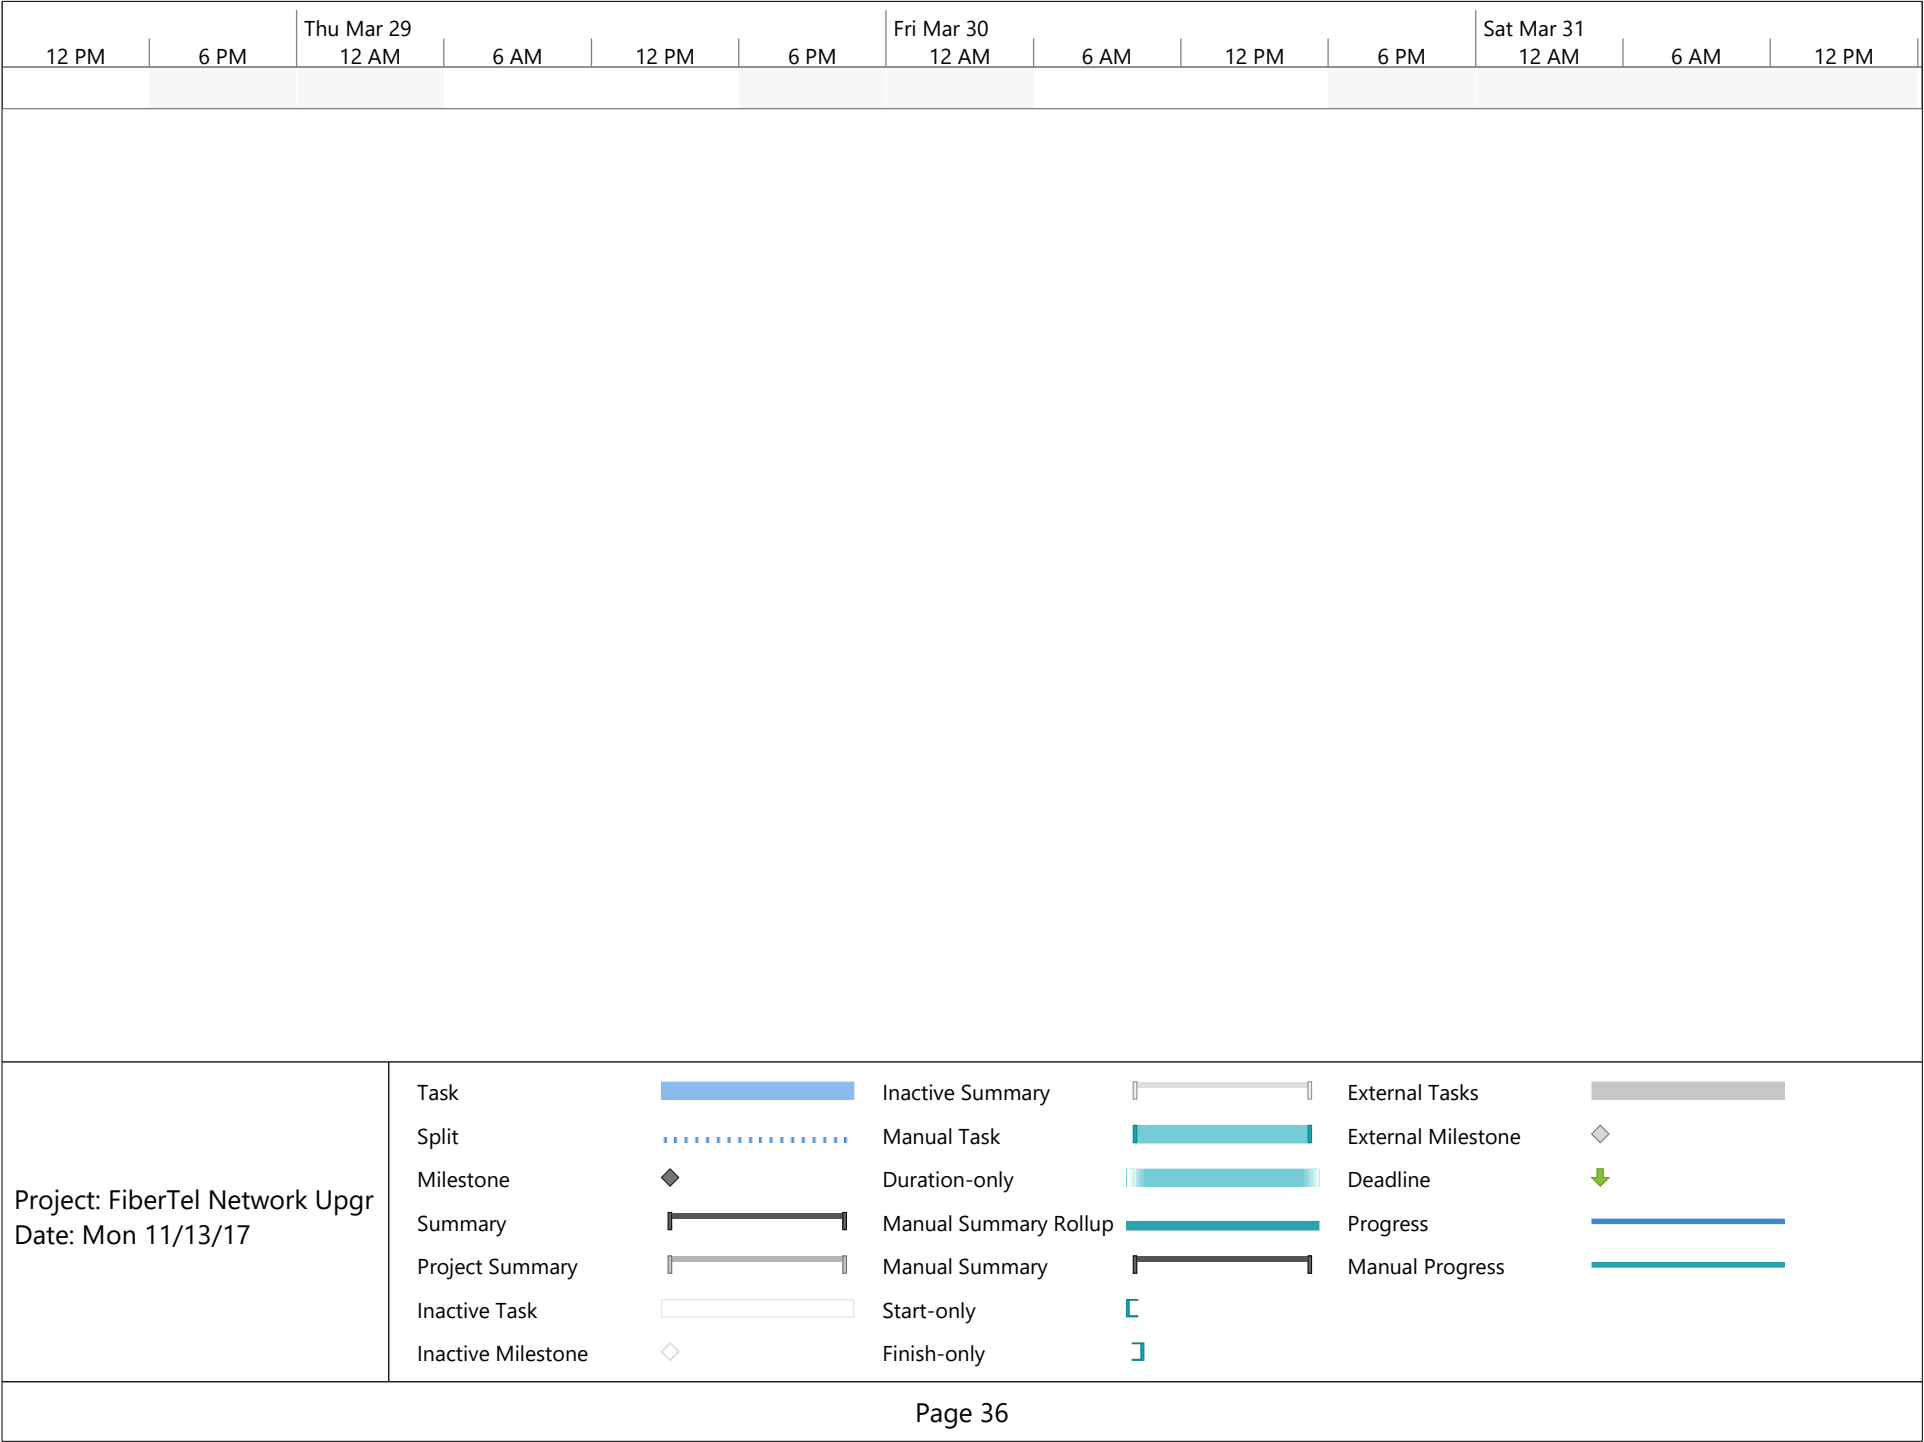 Thu Mar 29 Fri Mar 30 Sat Mar 31
12 PM 6 PM 12 AM 6 AM 12 PM 6 PM 12 AM 6 AM 12 PM 6 PM 12 AM 6 AM 12 PM
Project: FiberTel Network Upgr
Date: Mon 11/13/17
Task
Split
Milestone
Summary
Project Summary
Inactive Task
Inactive Milestone
Inactive Summary
Manual Task
Duration-only
Manual Summary Rollup
Manual Summary
Start-only
Finish-only
External Tasks
External Milestone
Deadline
Progress
Manual Progress
Page 36